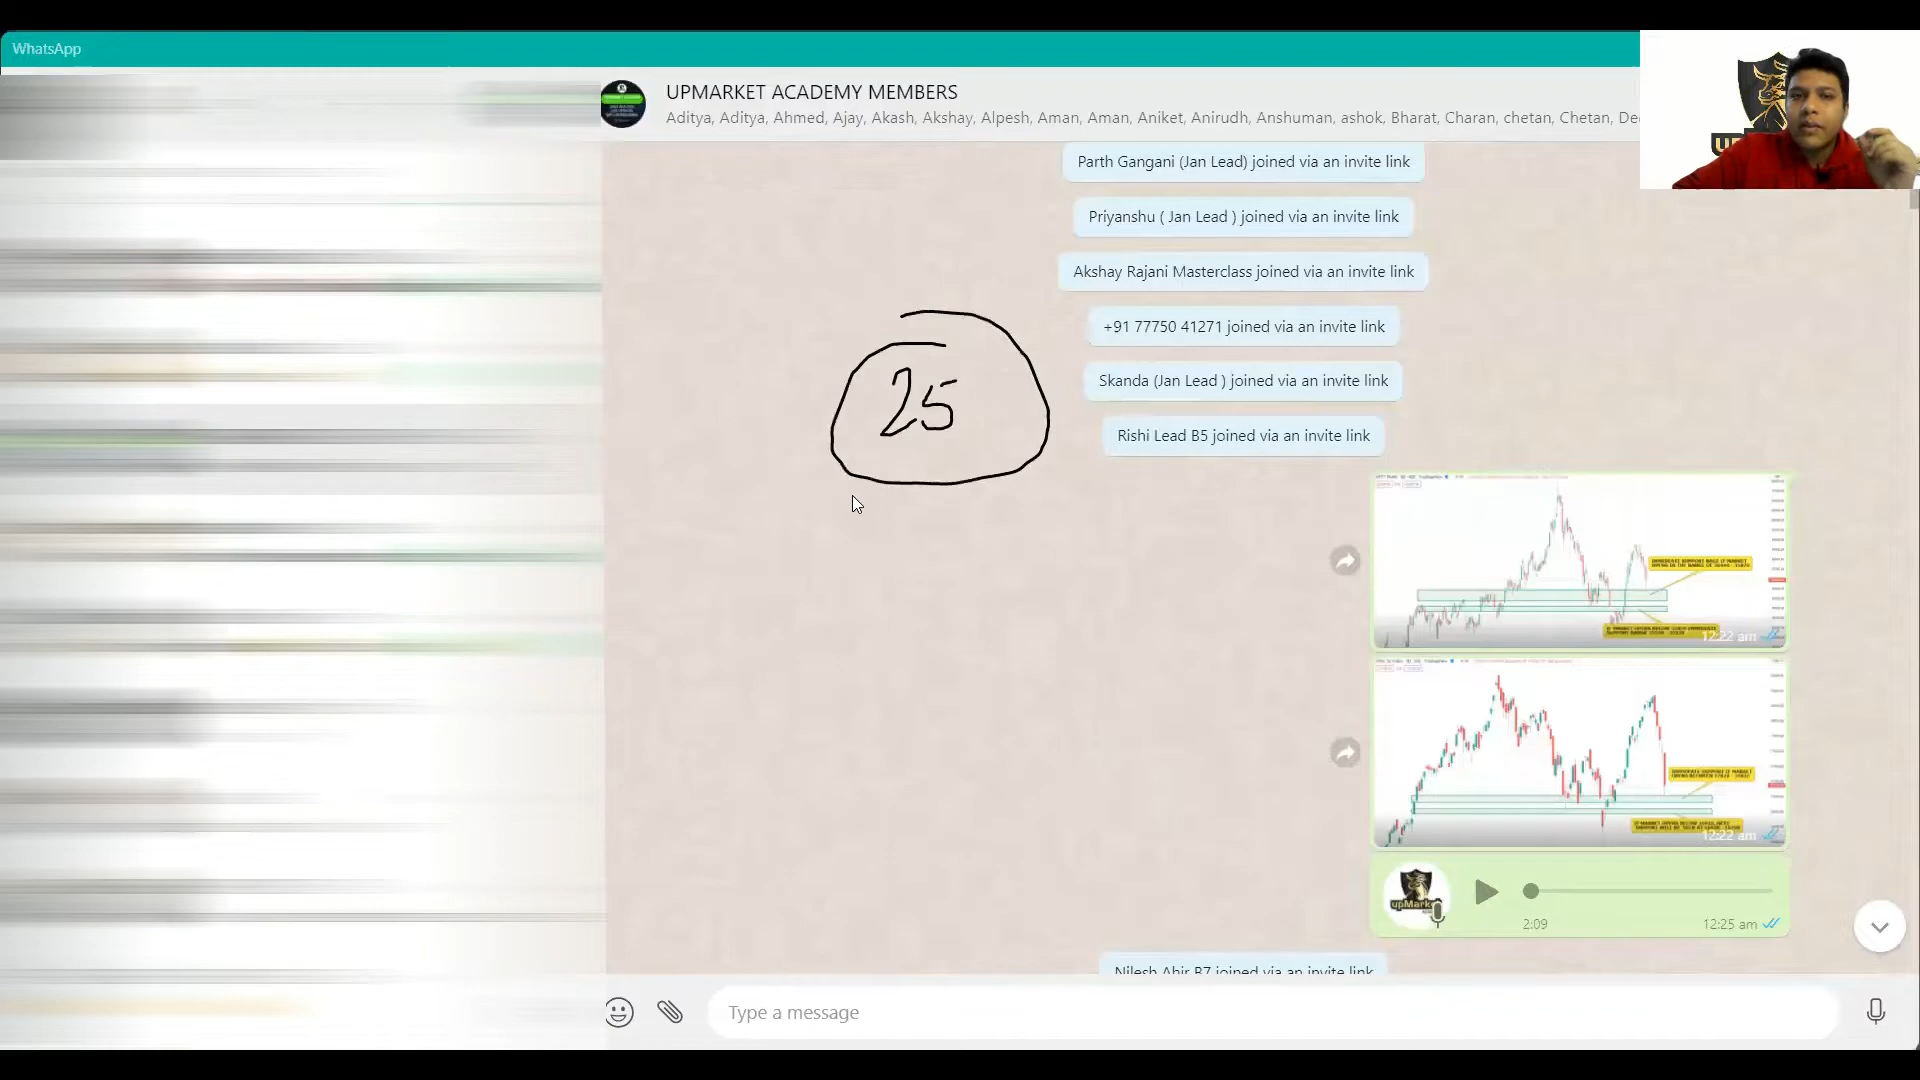 WhatsApp
UPMARKET ACADEMY MEMBERS
Aditya, Aditya, Ahmed, Ajay, Akash, Akshay, Alpesh, Aman, Aman, Aniket, Anirudh, Anshuman, ashok, Bharat, Charan, chetan, Chetan, De
Parth Gangani (Jan Lead) joined via an invite link
Priyanshu ( Jan Lead ) joined via an invite link
Akshay Rajani Masterclass joined via an invite link
+91 77750 41271 joined via an invite link
Skanda (Jan Lead ) joined via an invite link
25
Rishi Lead B5 joined via an invite link
12:22 am
12:22 am
upMarke
2:09
12:25 am
Nilesh Ahir B7 joined via an invite link
Type a message